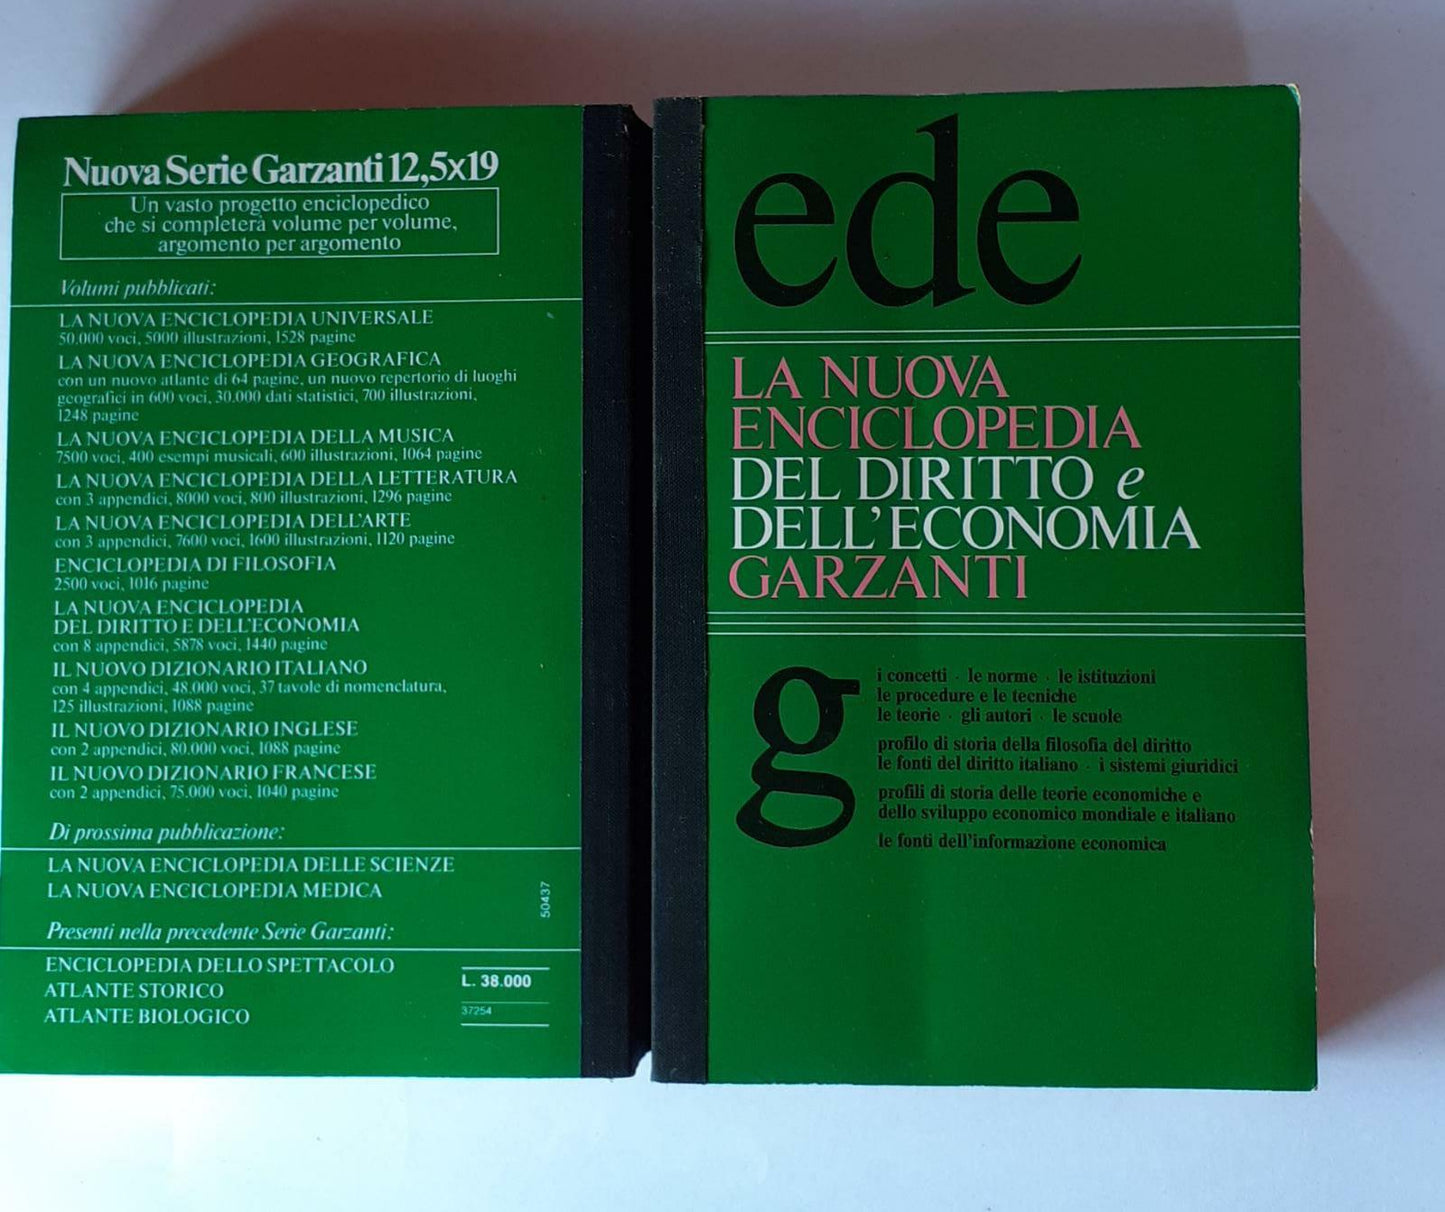 Nuova Serie Garzanti 12,5x19
Un vasto progetto enciclopedico
che si completerà volume per volume,
argomento per argomento
Volumi pubblicati:
LA NUOVA ENCICLOPEDIA UNIVERSALE
50.000 voci, 5000 illustrazioni, 1528 pagine
LA NUOVA ENCICLOPEDIA GEOGRAFICA
con un nuovo atlante di 64 pagine, un nuovo repertorio di luoghi
geografici in 600 voci, 30.000 dati statistici, 700 illustrazioni,
1248 pagine
LA NUOVA ENCICLOPEDIA DELLA MUSICA
7500 voci, 400 esempi musicali, 600 illustrazioni, 1064 pagine
LA NUOVA ENCICLOPEDIA DELLA LETTERATURA
con 3 appendici, 8000 voci, 800 illustrazioni, 1296 pagine
LA NUOVA ENCICLOPEDIA DELL'ARTE
con 3 appendici, 7600 voci, 1600 illustrazioni, 1120 pagine
ENCICLOPEDIA DI FILOSOFIA
2500 voci, 1016 pagine
LA NUOVA ENCICLOPEDIA
DEL DIRITTO E DELL'ECONOMIA
con 8 appendici, 5878 voci, 1440 pagine
IL NUOVO DIZIONARIO ITALIANO
con 4 appendici, 48.000 voci, 37 tavole di nomenclatura,
125 illustrazioni, 1088 pagine
IL NUOVO DIZIONARIO INGLESE
con 2 appendici, 80.000 voci, 1088 pagine
IL NUOVO DIZIONARIO FRANCESE
con 2 appendici, 75.000 voci, 1040 pagine
Di prossima pubblicazione:
LA NUOVA ENCICLOPEDIA DELLE SCIENZE
LA NUOVA ENCICLOPEDIA MEDICA
50437
Presenti nella precedente Serie Garzanti:
ENCICLOPEDIA DELLO SPETTACOLO
ATLANTE STORICO
ATLANTE BIOLOGICO
L. 38.000
37254
ede
LA NUOVA
ENCICLOPEDIA
DEL DIRITTO e
DELL'ECONOMIA
GARZANTI
g
i concetti · le norme · le istituzioni
le procedure e le tecniche
le teorie · gli autori · le scuole
profilo di storia della filosofia del diritto
le fonti del diritto italiano · i sistemi giuridici
profili di storia delle teorie economiche e
dello sviluppo economico mondiale e italiano
le fonti dell'informazione economica